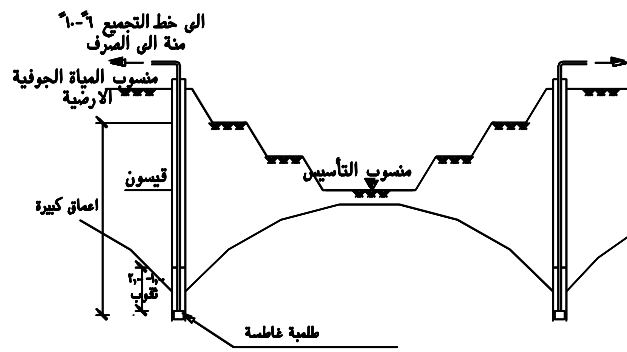 الى خط التجميع ٦"-١٠"
منة الى الصرف
منسوب المياة الجوفية
الارضية
منسوب التأسيس
قيسون
اعماق كبيرة
ثقوب
طلمبة غاطسة